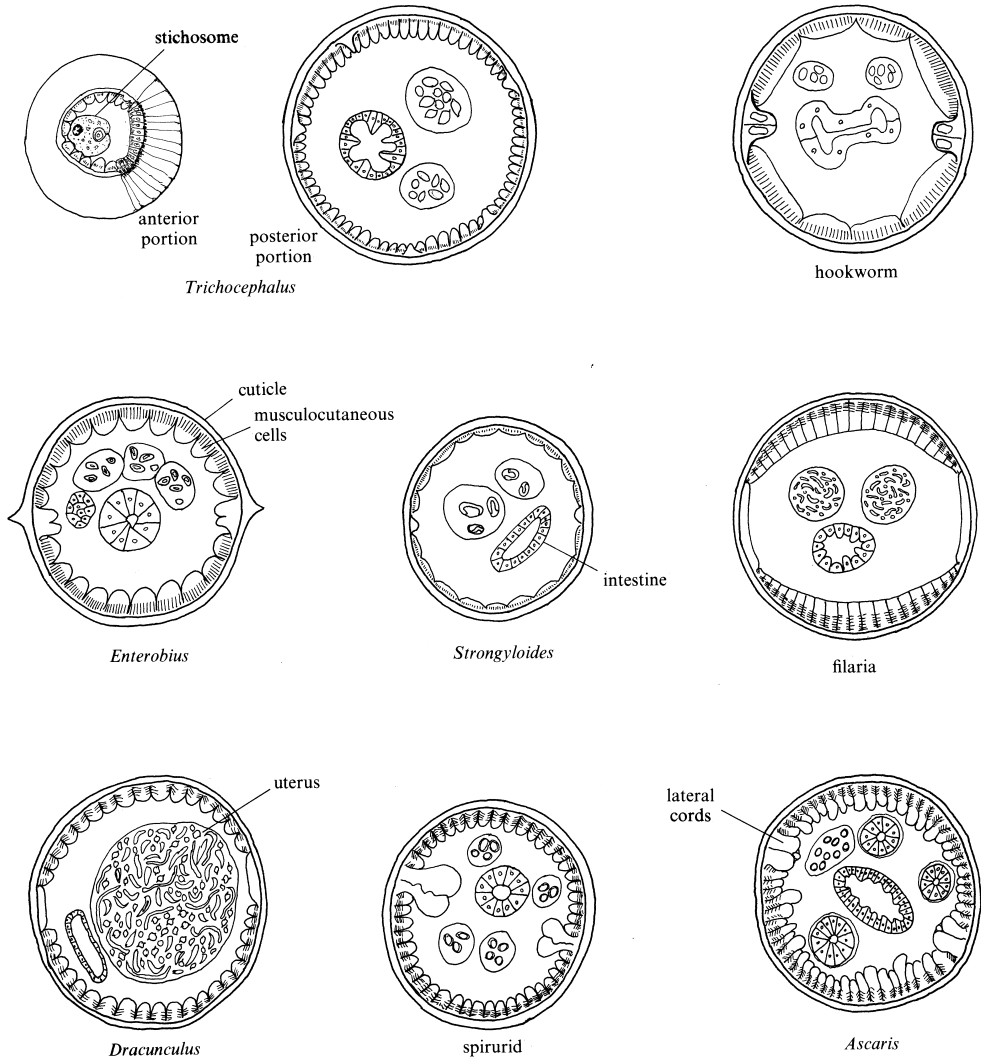 stichosome
anterior
portion
posterior
portion
Trichocephalus
hookworm
cuticle
musculocutaneous
cells
Enterobius
intestine
Strongyloides
filaria
uterus
Dracunculus
spirurid
lateral
cords
Ascaris